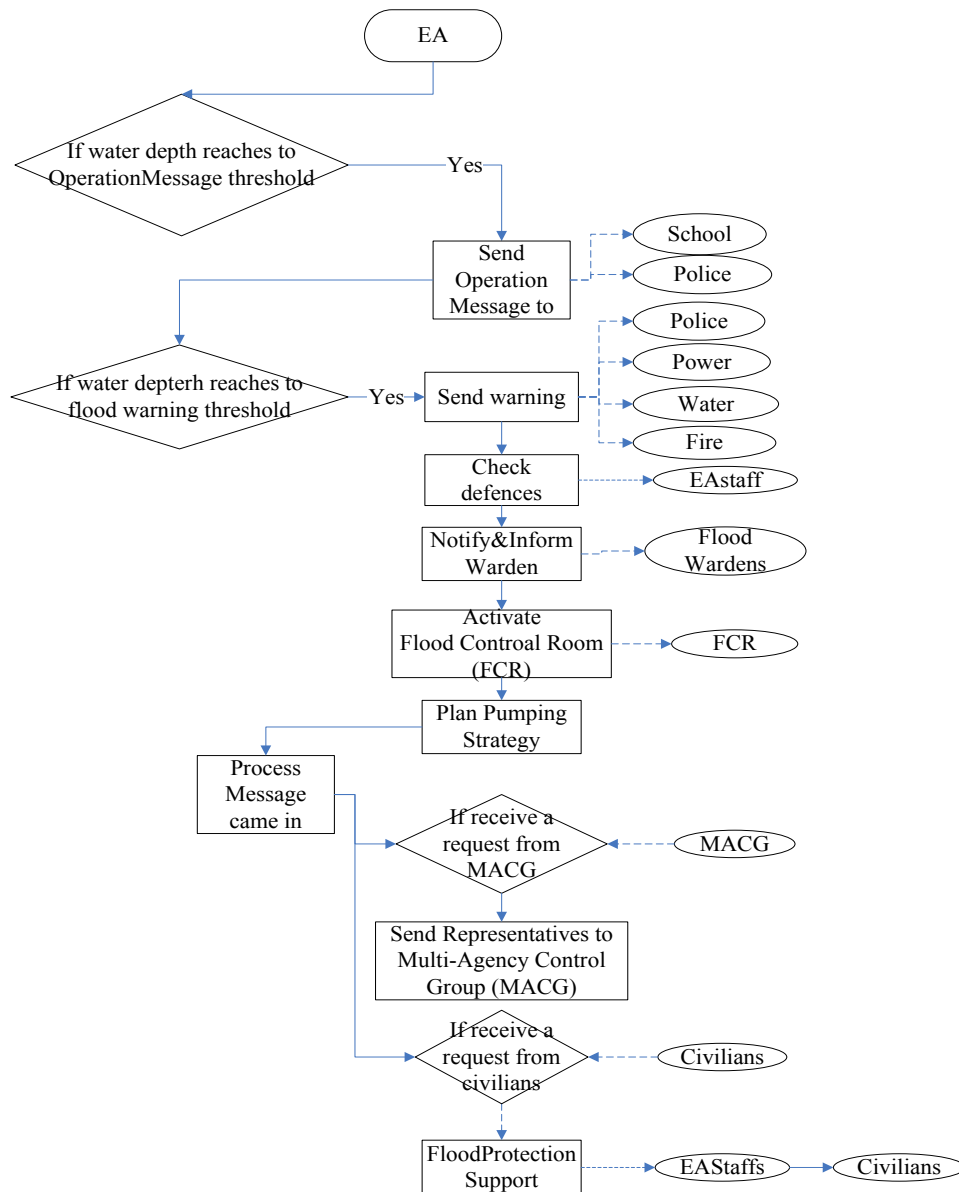 EA
If water depth reaches to
OperationMessage threshold
Yes
Send
Operation
Message to
School
Police
If water depterh reaches to
flood warning threshold
Yes
Send warning
Police
Power
Water
Fire
Check
defences
EAstaff
Notify&Inform
Warden
Flood
Wardens
Activate
Flood Controal Room
(FCR)
FCR
Plan Pumping
Strategy
Process
Message
came in
If receive a
request from
MACG
MACG
Send Representatives to
Multi-Agency Control
Group (MACG)
If receive a
request from
civilians
Civilians
FloodProtection
Support
EAStaffs
Civilians